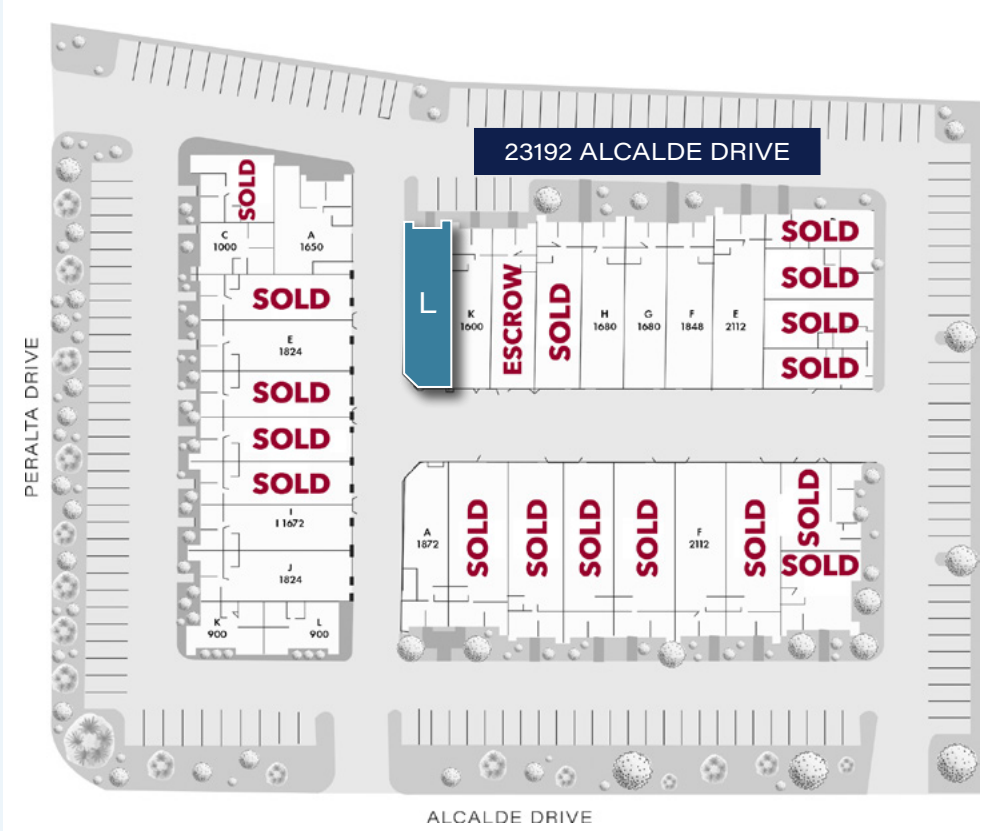 23192 ALCALDE DRIVE
SOLD
C
1000
A
1650
SOLD
E
1824
SOLD
SOLD
SOLD
I
I 1672
J
1824
K
900
L
900
L
K
1600
ESCROW
SOLD
H
1680
G
1680
F
1848
E
2112
SOLD
SOLD
SOLD
SOLD
A
1872
SOLD
SOLD
SOLD
SOLD
F
2112
SOLD
SOLD
SOLD
PERALTA DRIVE
ALCALDE DRIVE